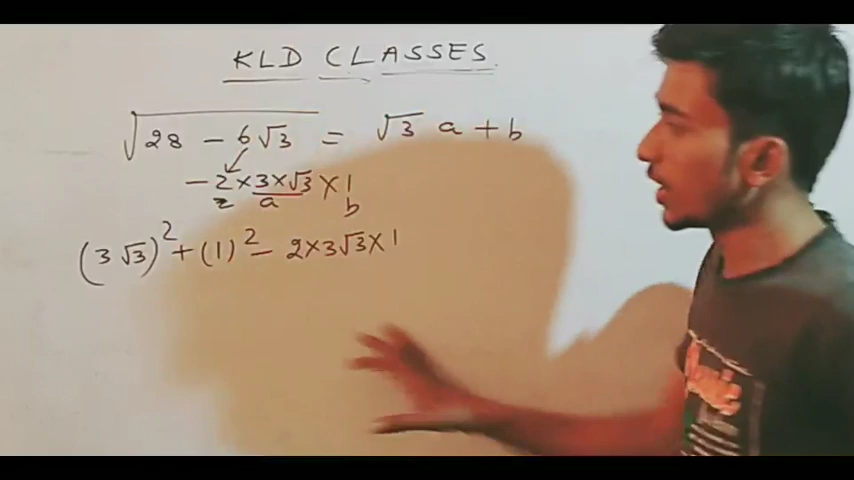 KLD CLASSES
√28 - 6√3 = √3 a + b
- 2 × 3 × √3 × 1
2 a b
(3√3)² + (1)² - 2×3√3×1